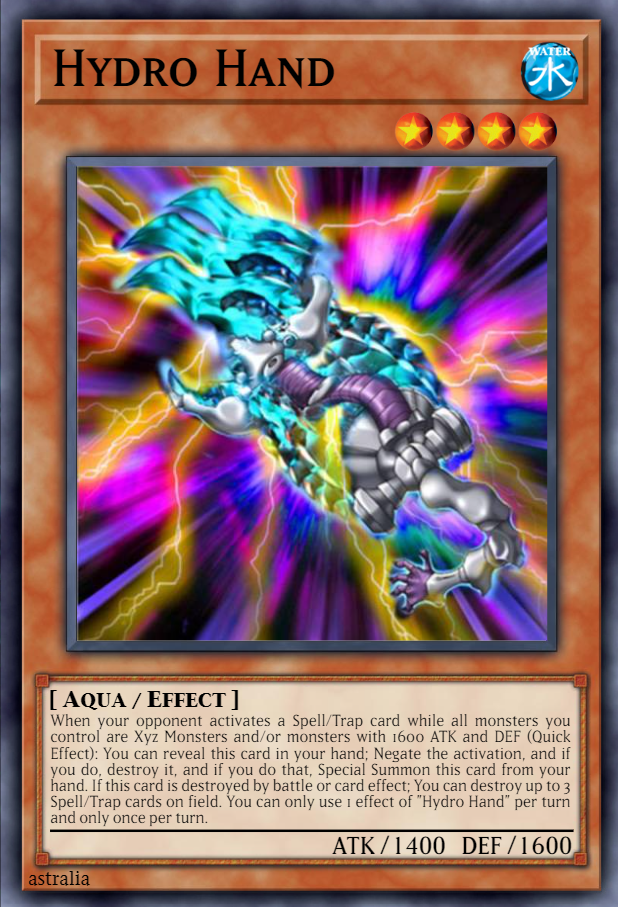 Hydro Hand
WATER
水
[ Aqua / Effect ]
When your opponent activates a Spell/Trap card while all monsters you
control are Xyz Monsters and/or monsters with 1600 ATK and DEF (Quick
Effect): You can reveal this card in your hand; Negate the activation, and if
you do, destroy it, and if you do that, Special Summon this card from your
hand. If this card is destroyed by battle or card effect; You can destroy up to 3
Spell/Trap cards on field. You can only use 1 effect of "Hydro Hand" per turn
and only once per turn.
ATK/1400 DEF/1600
astralia